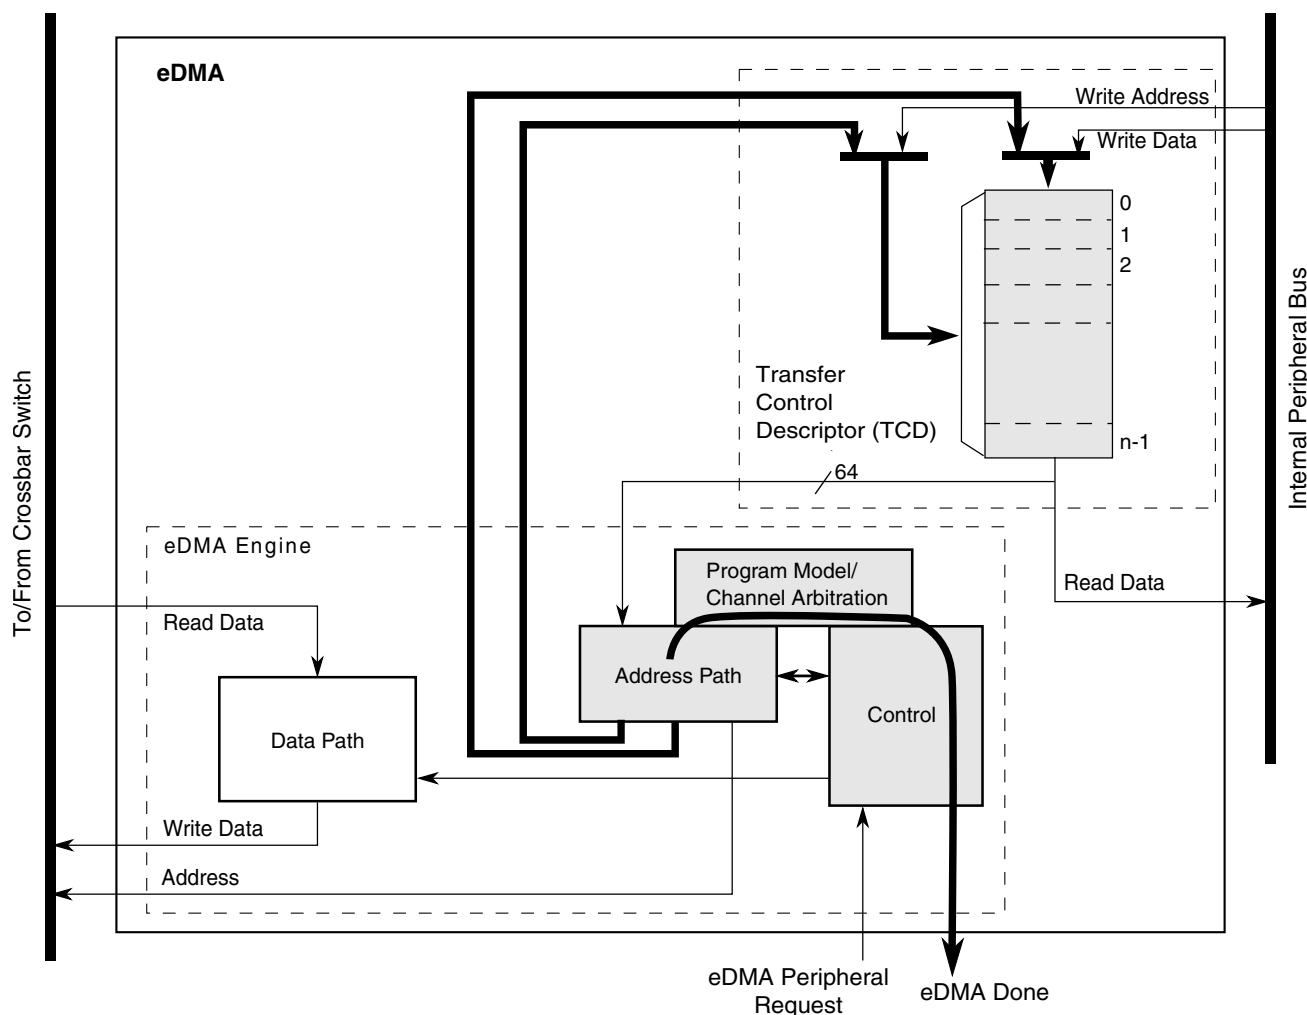 eDMA
Write Address
Write Data
0
1
2
n-1
Transfer
Control
Descriptor (TCD)
64
To/From Crossbar Switch
Internal Peripheral Bus
eDMA Engine
Program Model/
Channel Arbitration
Read Data
Read Data
Address Path
Control
Data Path
Write Data
Address
eDMA Peripheral
Request
eDMA Done